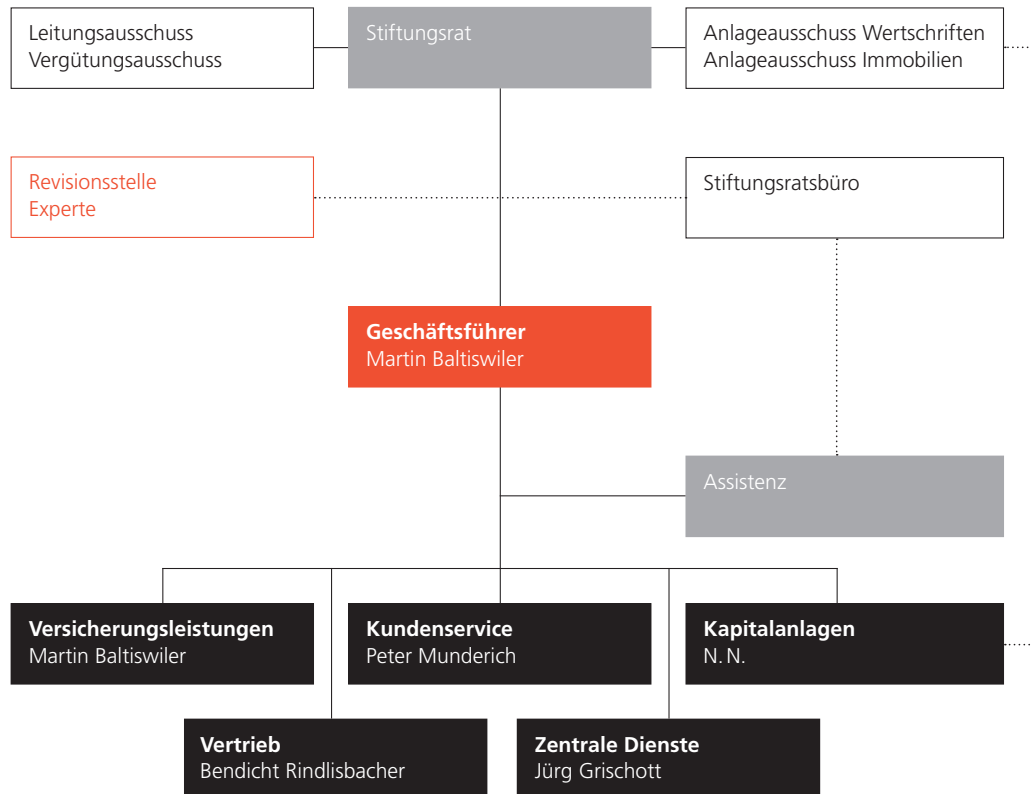 Leitungsausschuss
Vergütungsausschuss
Stiftungsrat
Anlageausschuss Wertschriften
Anlageausschuss Immobilien
Revisionsstelle
Experte
Stiftungsratsbüro
Geschäftsführer
Martin Baltiswiler
Assistenz
Versicherungsleistungen
Martin Baltiswiler
Kundenservice
Peter Munderich
Kapitalanlagen
N. N.
Vertrieb
Bendicht Rindlisbacher
Zentrale Dienste
Jürg Grischott